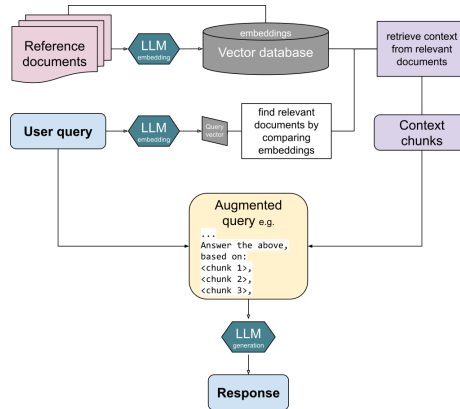 Reference
documents
LLM
embedding
embeddings
Vector database
retrieve context
from relevant
documents
User query
LLM
embedding
Query
vector
find relevant
documents by
comparing
embeddings
Context
chunks
Augmented
query e.g.
...
Answer the above,
based on:
<chunk 1>,
<chunk 2>,
<chunk 3>,
LLM
generation
Response